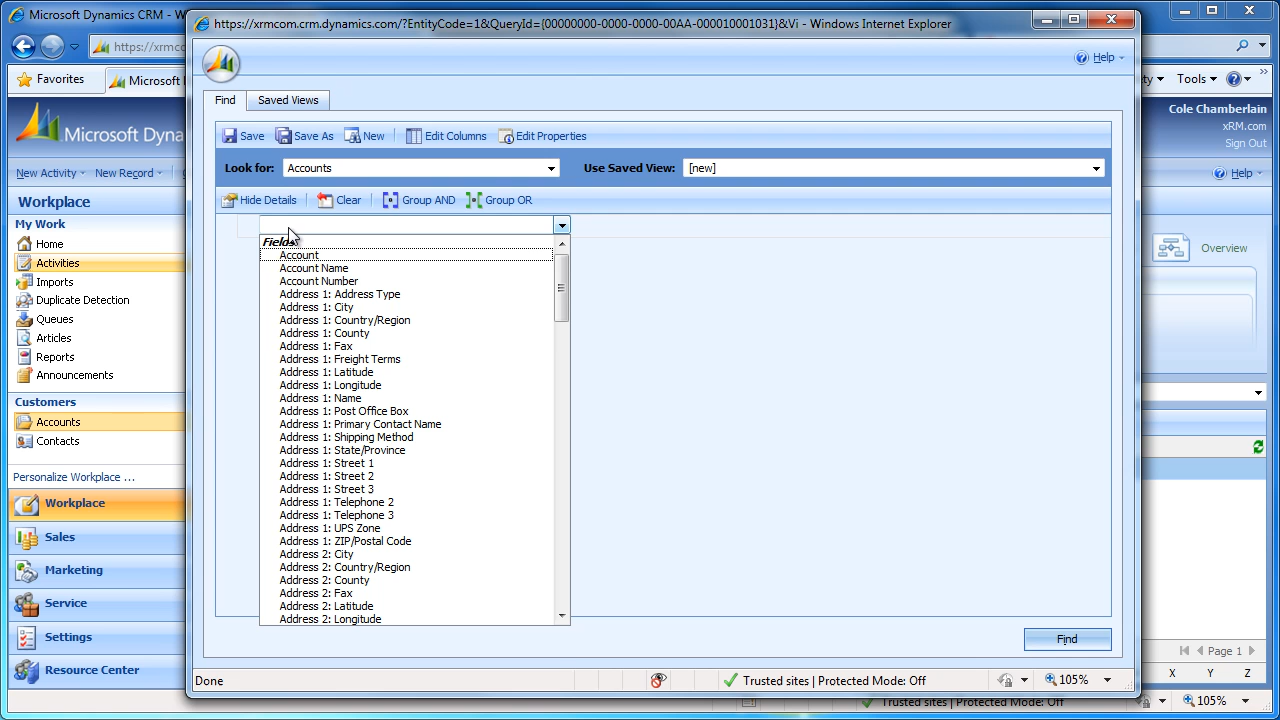 Microsoft Dynamics CRM - Windows I
https://xrmcom.crm.dynamics.com/?EntityCode=1&QueryId={00000000-0000-0000-00AA-000010001031}&Vi - Windows Internet Explorer
https://xrmco
Help
Favorites
Microsoft D
Tools
Find
Saved Views
Microsoft Dyna
Cole Chamberlain
xRM.com
Sign Out
Save
Save As
New
Edit Columns
Edit Properties
Look for:
Accounts
Use Saved View:
[new]
New Activity
New Record
Help
Workplace
Hide Details
Clear
Group AND
Group OR
My Work
Home
Activities
Imports
Duplicate Detection
Queues
Articles
Reports
Announcements
Customers
Accounts
Contacts
Personalize Workplace ...
Workplace
Sales
Marketing
Service
Settings
Resource Center
Fields
Account
Account Name
Account Number
Address 1: Address Type
Address 1: City
Address 1: Country/Region
Address 1: County
Address 1: Fax
Address 1: Freight Terms
Address 1: Latitude
Address 1: Longitude
Address 1: Name
Address 1: Post Office Box
Address 1: Primary Contact Name
Address 1: Shipping Method
Address 1: State/Province
Address 1: Street 1
Address 1: Street 2
Address 1: Street 3
Address 1: Telephone 2
Address 1: Telephone 3
Address 1: UPS Zone
Address 1: ZIP/Postal Code
Address 2: City
Address 2: Country/Region
Address 2: County
Address 2: Fax
Address 2: Latitude
Address 2: Longitude
Overview
Find
Page 1
X Y Z
Done
Trusted sites | Protected Mode: Off
105%
Trusted sites | Protected Mode: Off
105%